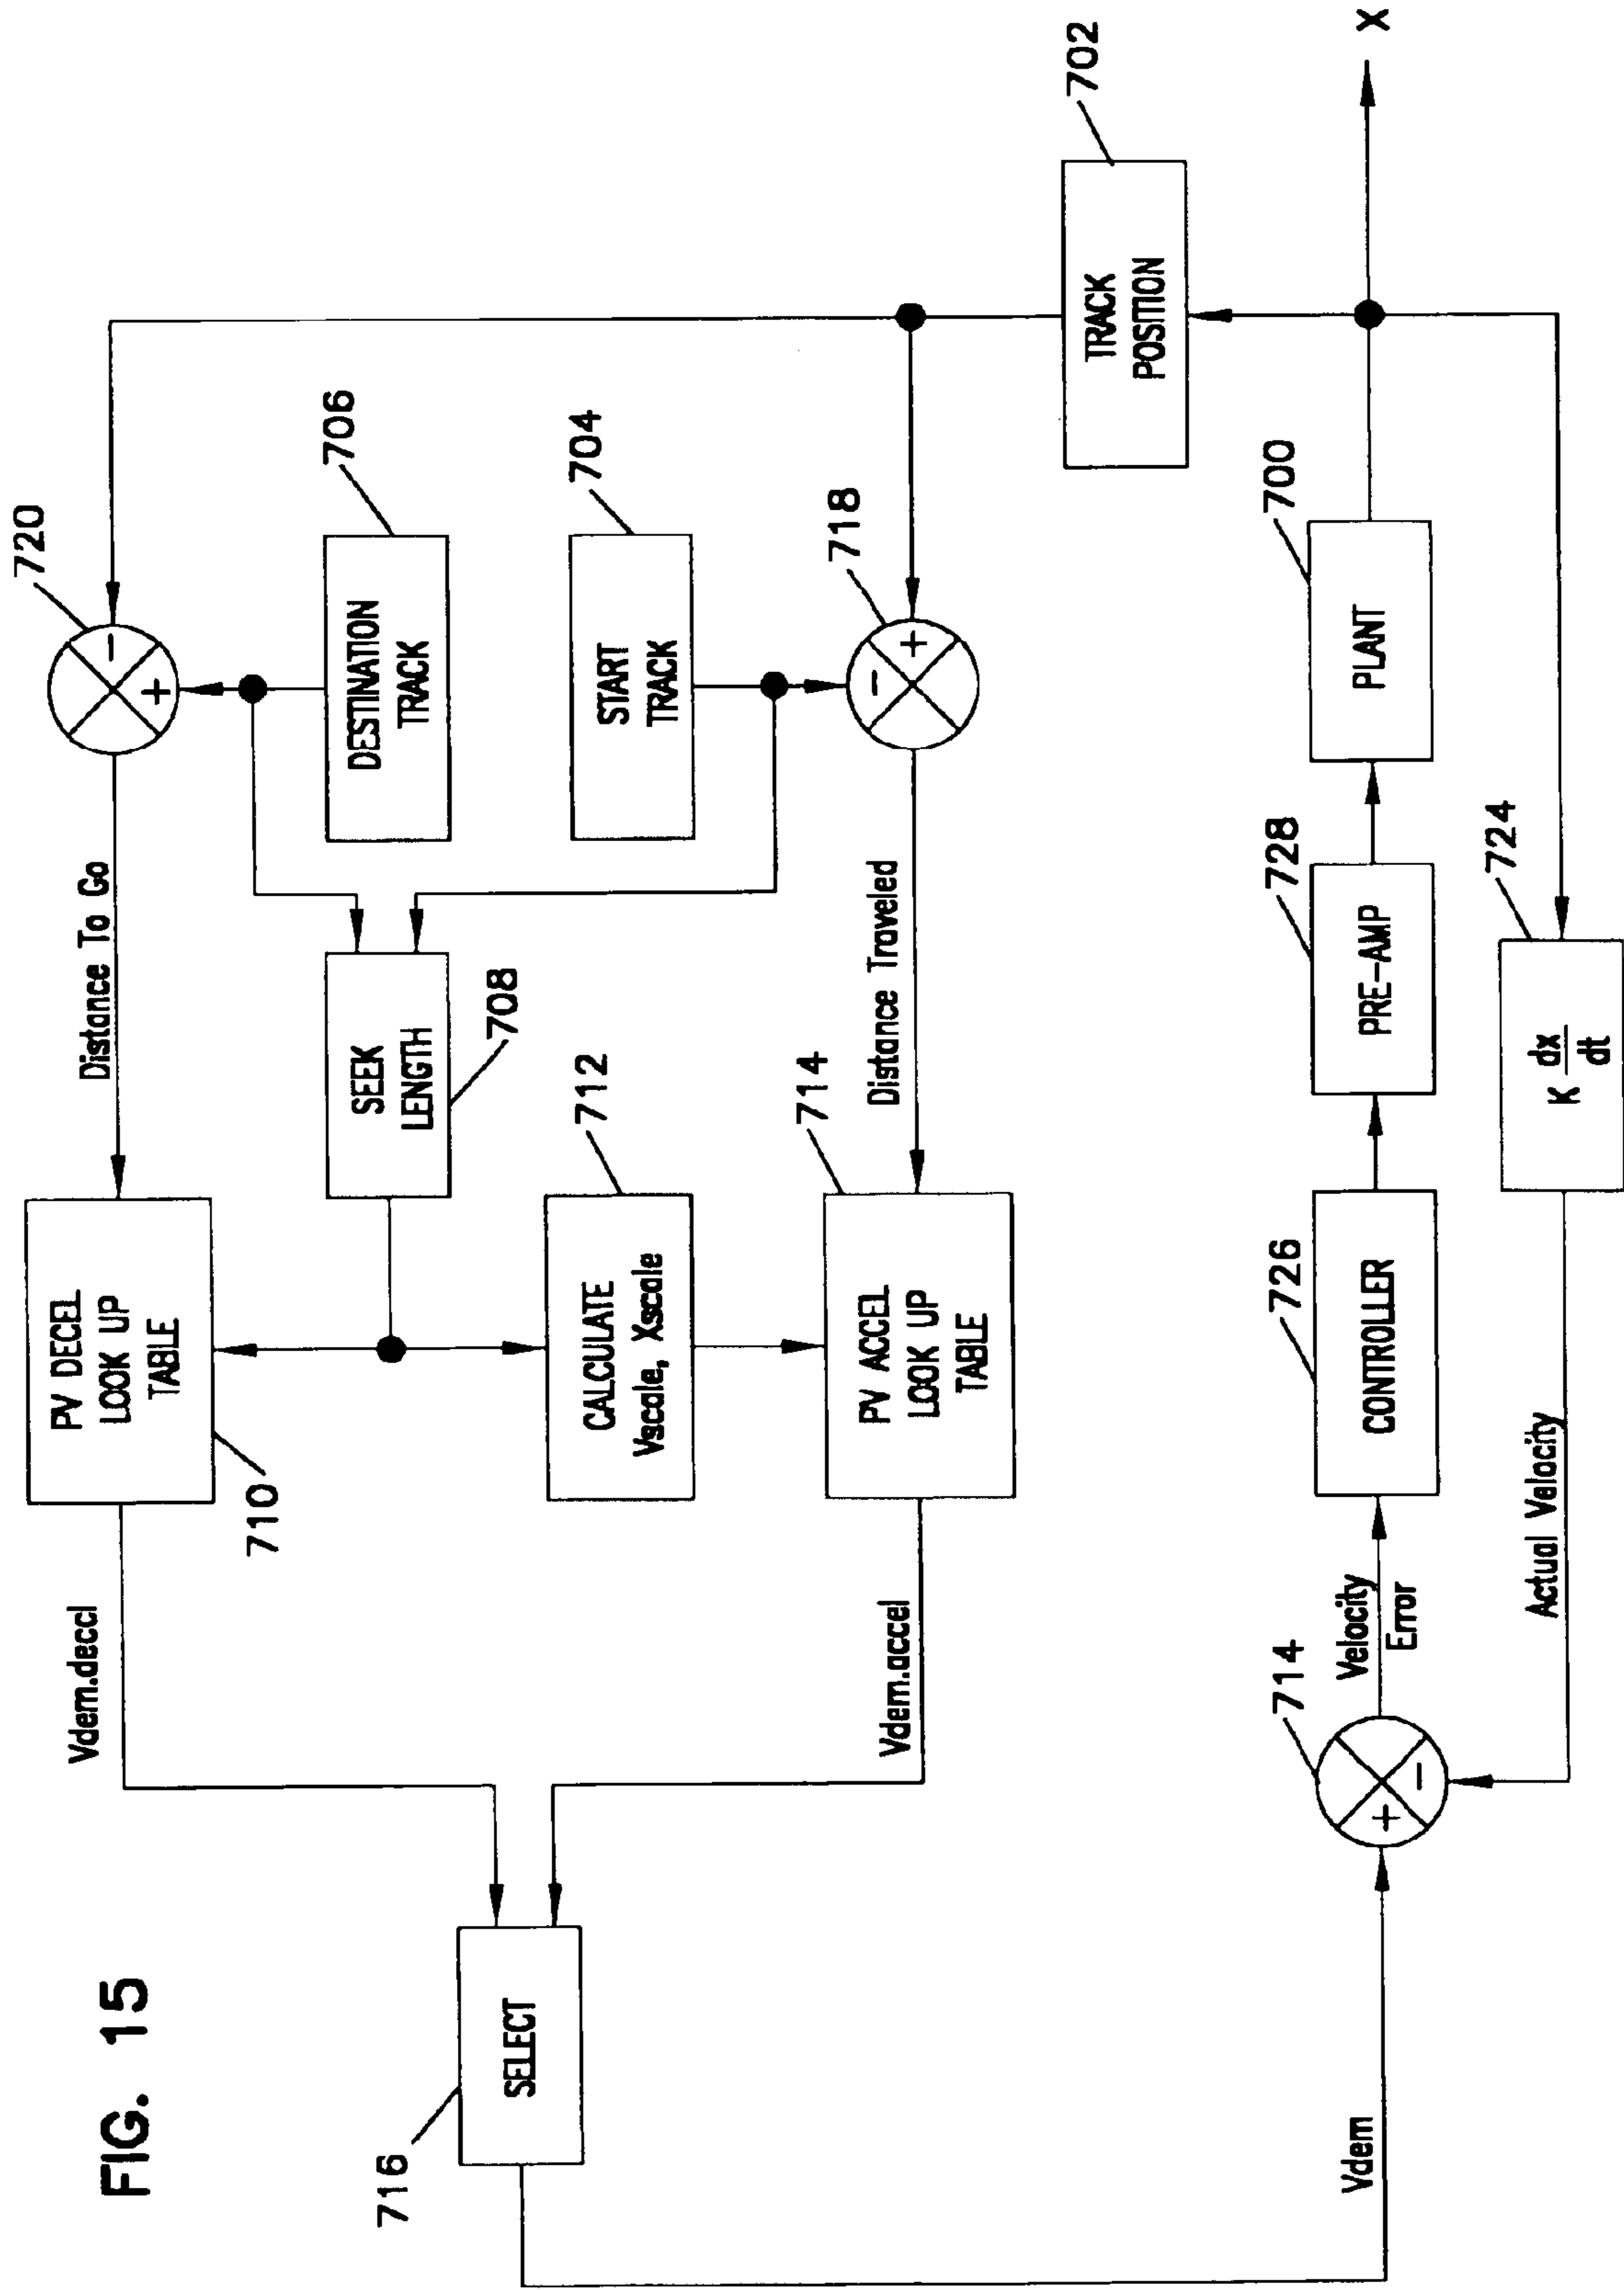 FIG. 15
720
Distance To Go
706
DESTINATION
TRACK
704
START
TRACK
718
Distance Traveled
SEEK
LENGTH
708
PV DECEL
LOOK UP
TABLE
710
CALCULATE
Vscale, Xscale
712
PV ACCEL
LOOK UP
TABLE
714
Vdem.deccl
Vdem.accel
SELECT
716
TRACK
POSITION
702
Vdem
714
Velocity
Error
CONTROLLER
726
PRE-AMP
728
PLANT
700
X
K dx
dt
724
Actual Velocity
+
-
-
+
+
-